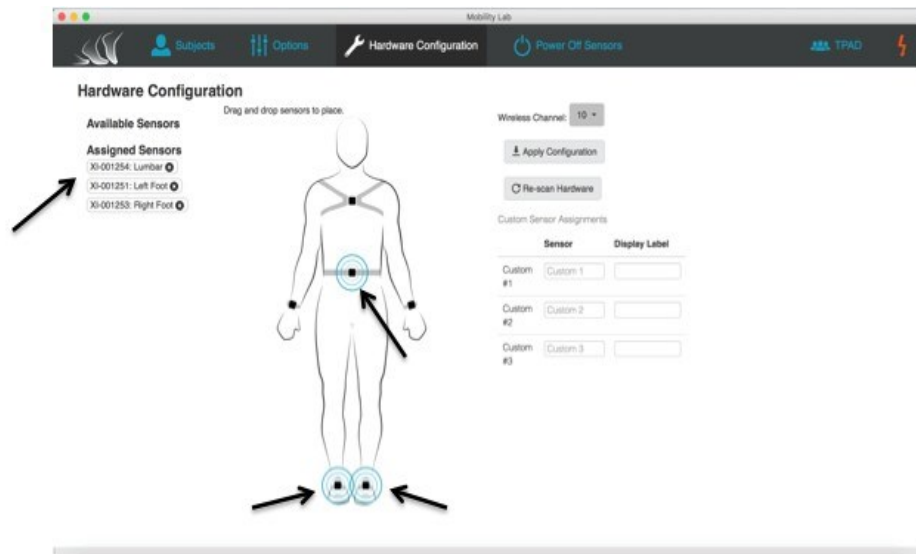 Mobility Lab
Subjects
Options
Hardware Configuration
Power Off Sensors
TPAD
Hardware Configuration
Drag and drop sensors to place.
Available Sensors
Assigned Sensors
XI-001254: Lumbar
XI-001251: Left Foot
XI-001253: Right Foot
Wireless Channel: 10
Apply Configuration
Re-scan Hardware
Custom Sensor Assignments
Sensor Display Label
Custom #1 Custom 1
Custom #2 Custom 2
Custom #3 Custom 3